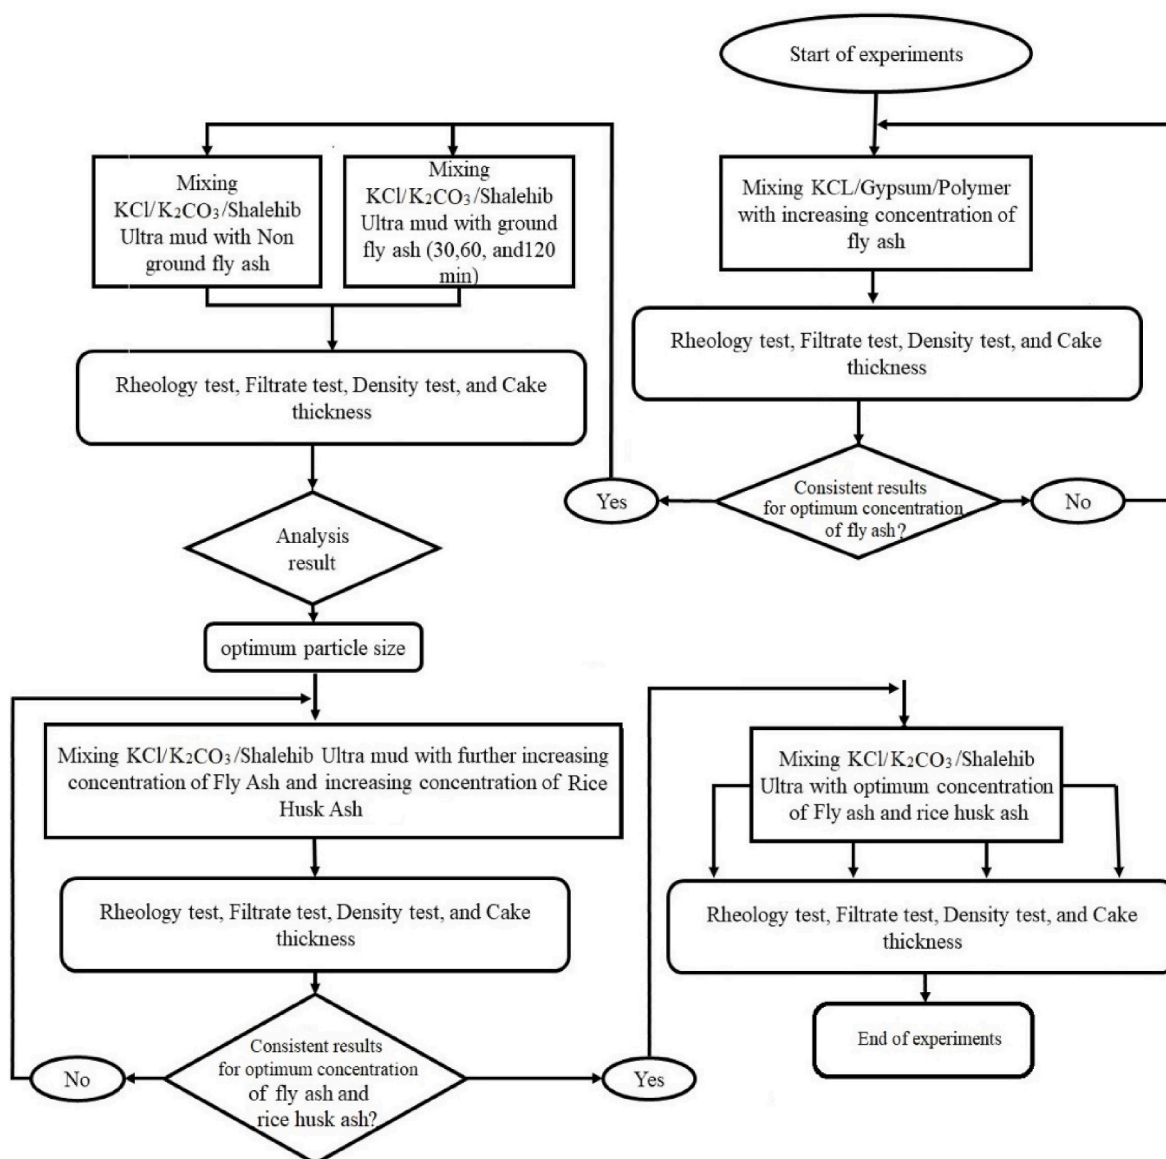 Start of experiments
Mixing KCL/Gypsum/Polymer
with increasing concentration of
fly ash
Rheology test, Filtrate test, Density test, and Cake
thickness
Consistent results
for optimum concentration
of fly ash?
Yes
No
Mixing
KCl/K₂CO₃/Shalehib
Ultra mud with Non
ground fly ash
Mixing
KCl/K₂CO₃/Shalehib
Ultra mud with ground
fly ash (30,60, and120
min)
Rheology test, Filtrate test, Density test, and Cake
thickness
Analysis
result
optimum particle size
Mixing KCl/K₂CO₃/Shalehib Ultra mud with further increasing
concentration of Fly Ash and increasing concentration of Rice
Husk Ash
Rheology test, Filtrate test, Density test, and Cake
thickness
Consistent results
for optimum concentration
of fly ash and
rice husk ash?
No
Yes
Mixing KCl/K₂CO₃/Shalehib
Ultra with optimum concentration
of Fly ash and rice husk ash
Rheology test, Filtrate test, Density test, and Cake
thickness
End of experiments